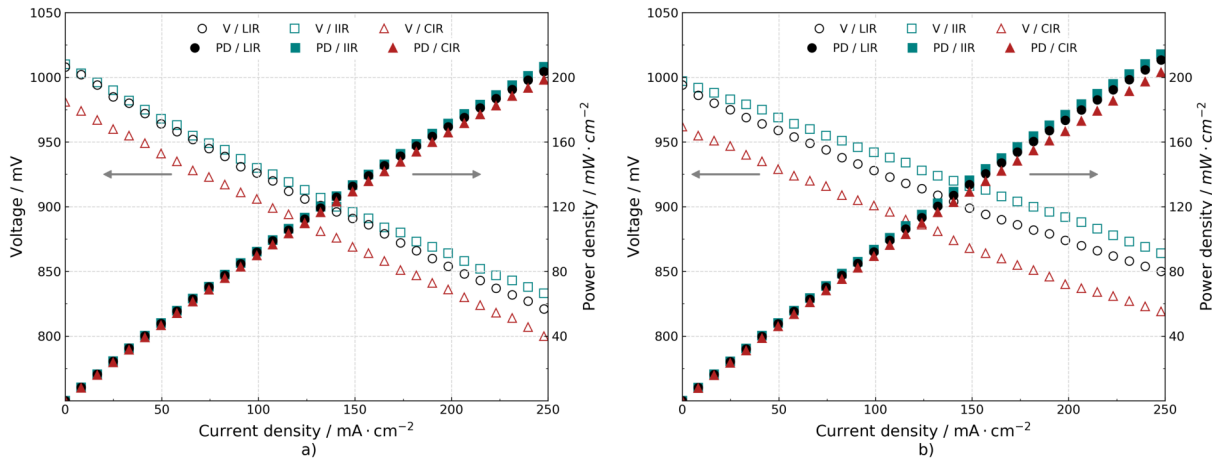 1050
1000
950
900
850
800
Voltage / mV
V / LIR V / IIR V / CIR
PD / LIR PD / IIR PD / CIR
200
160
120
80
40
Power density / mW · cm⁻²
0 50 100 150 200 250
Current density / mA · cm⁻²
a)
1050
1000
950
900
850
800
Voltage / mV
V / LIR V / IIR V / CIR
PD / LIR PD / IIR PD / CIR
200
160
120
80
40
Power density / mW · cm⁻²
0 50 100 150 200 250
Current density / mA · cm⁻²
b)